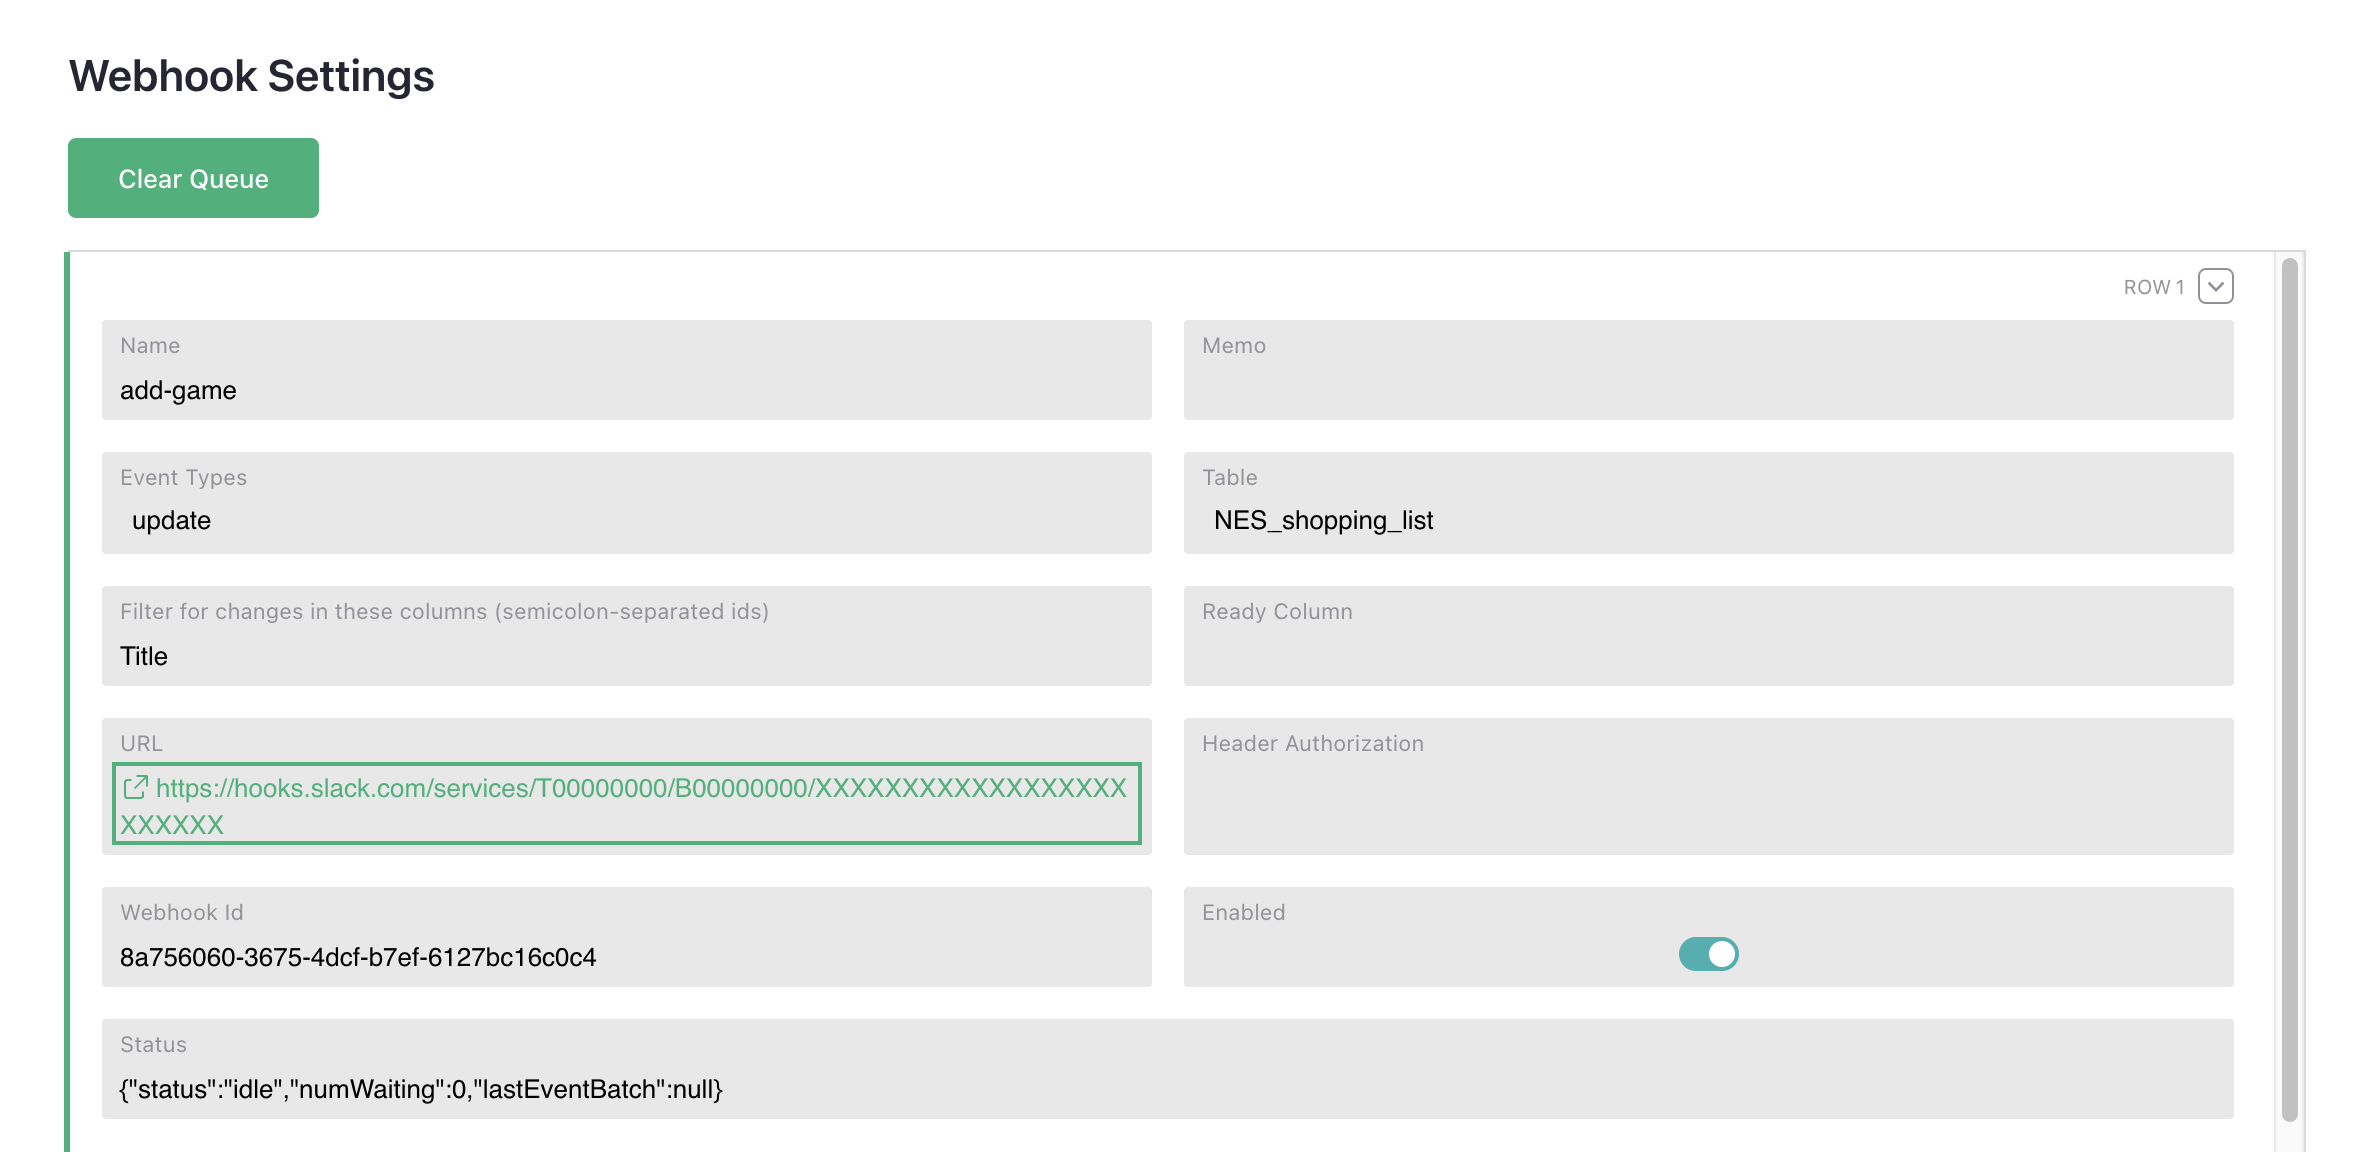 Webhook Settings
Clear Queue
ROW 1
Name
add-game
Memo
Event Types
update
Table
NES_shopping_list
Filter for changes in these columns (semicolon-separated ids)
Title
Ready Column
URL
https://hooks.slack.com/services/T00000000/B00000000/XXXXXXXXXXXXXXXXXX
XXXXXX
Header Authorization
Webhook Id
8a756060-3675-4dcf-b7ef-6127bc16c0c4
Enabled
Status
{"status":"idle","numWaiting":0,"lastEventBatch":null}